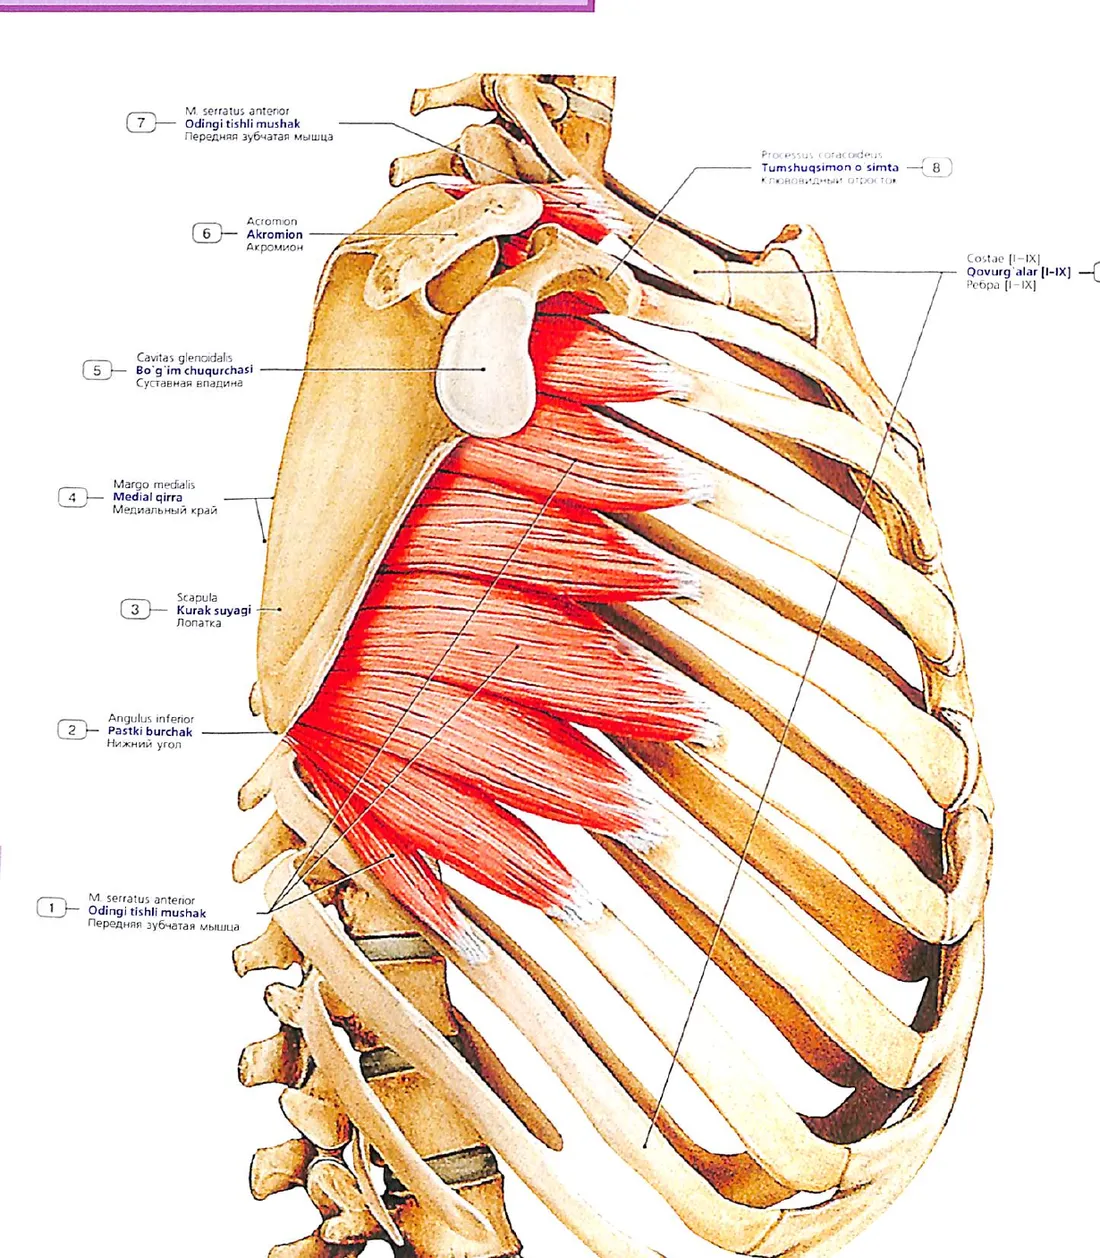 7
M. serratus anterior
Odingi tishli mushak
Передняя зубчатая мышца
Processus coracoideus
Tumshuqsimon o simta
Клювовидный отросток
8
6
Acromion
Akromion
Акромион
Costae [I–IX]
Qovurg`alar [I-IX]
Ребра [I–IX]
5
Cavitas glenoidalis
Bo`g`im chuqurchasi
Суставная впадина
4
Margo medialis
Medial qirra
Медиальный край
3
Scapula
Kurak suyagi
Лопатка
2
Angulus inferior
Pastki burchak
Нижний угол
1
M. serratus anterior
Odingi tishli mushak
Передняя зубчатая мышца